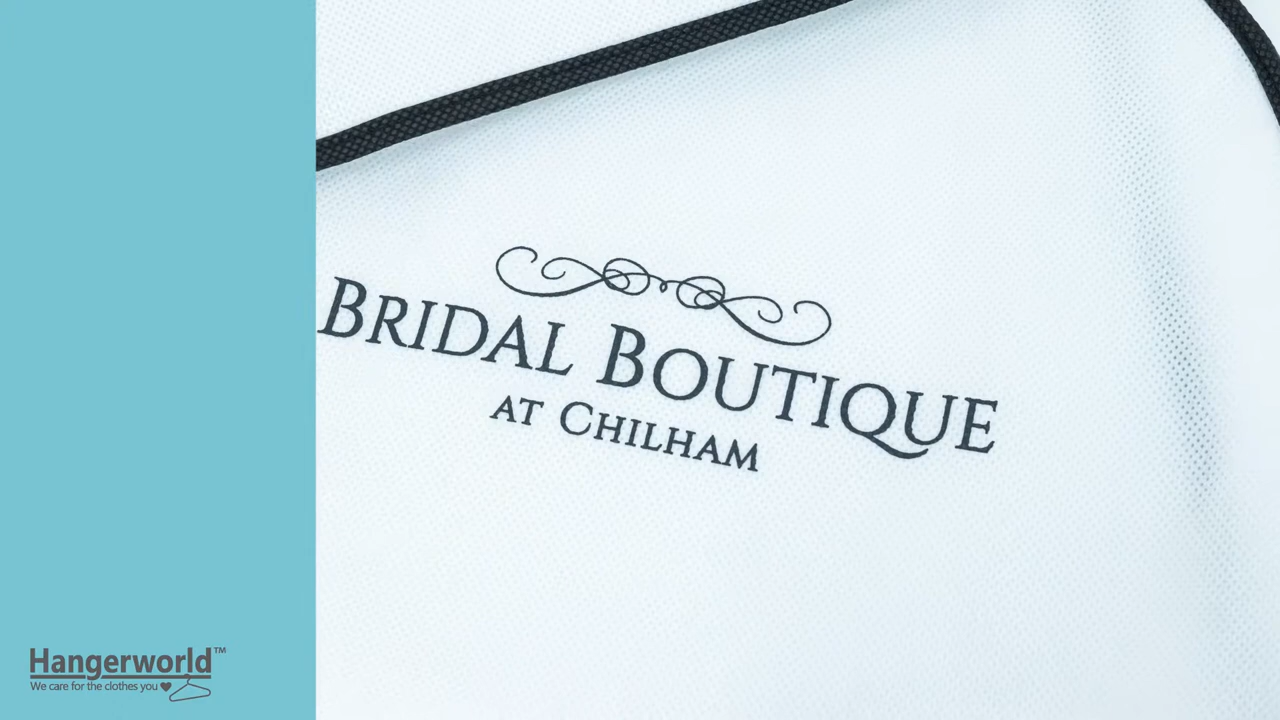 BRIDAL BOUTIQUE
AT CHILHAM
Hangerworld™
We care for the clothes you